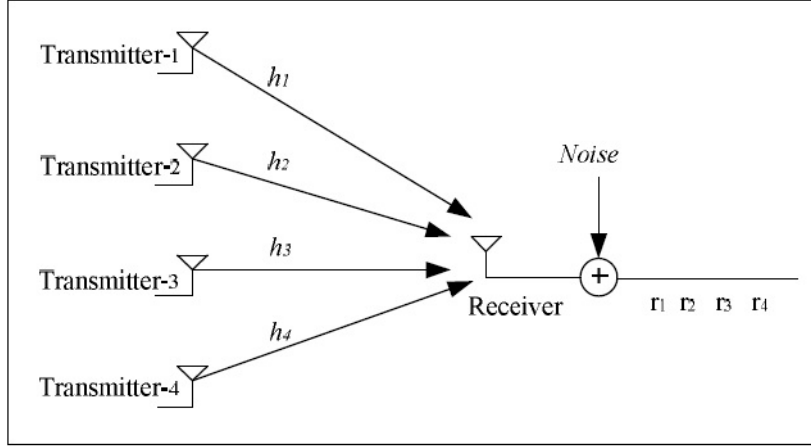 Transmitter-1
h1
Transmitter-2
h2
Noise
Transmitter-3
h3
+
Receiver
r1 r2 r3 r4
h4
Transmitter-4